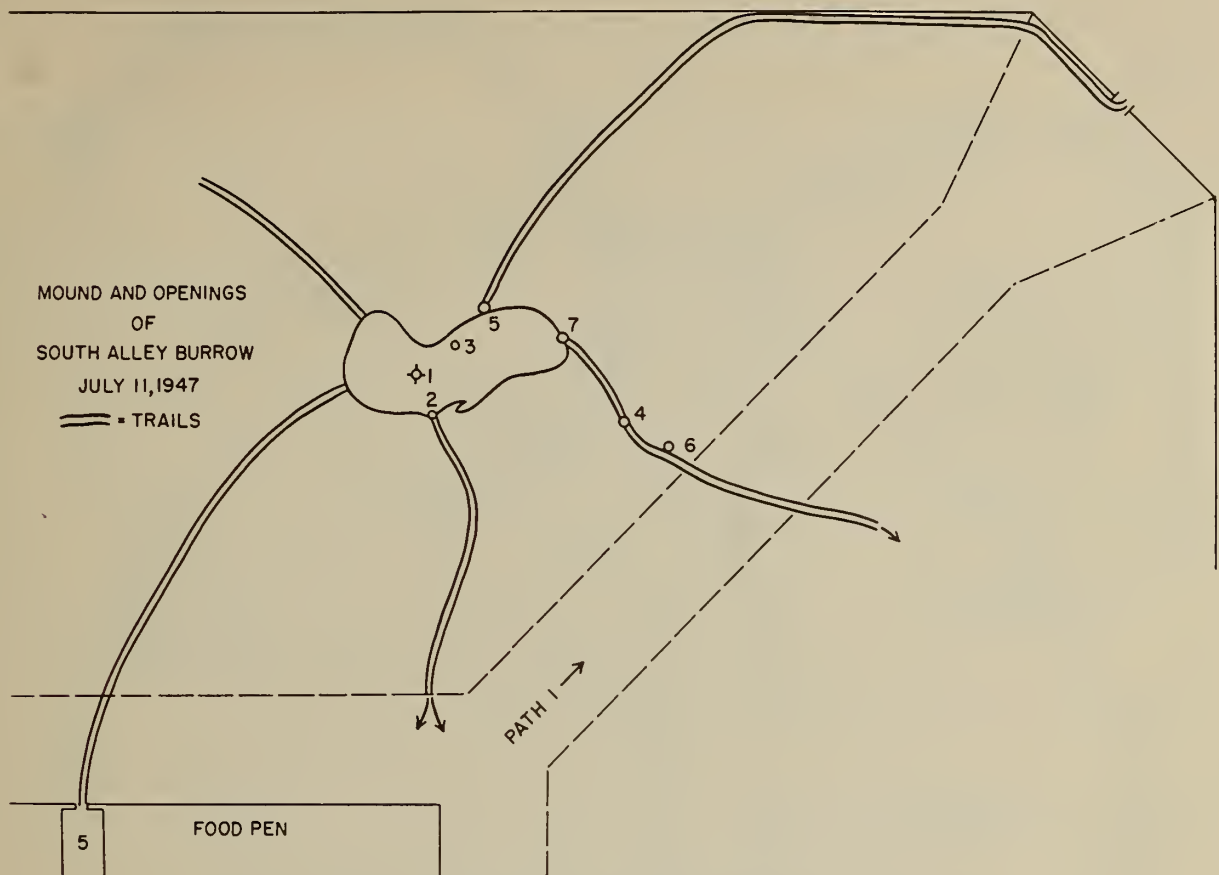 MOUND AND OPENINGS
OF
SOUTH ALLEY BURROW
JULY 11, 1947
= TRAILS
5
7
3
1
2
4
6
PATH 1
FOOD PEN
5